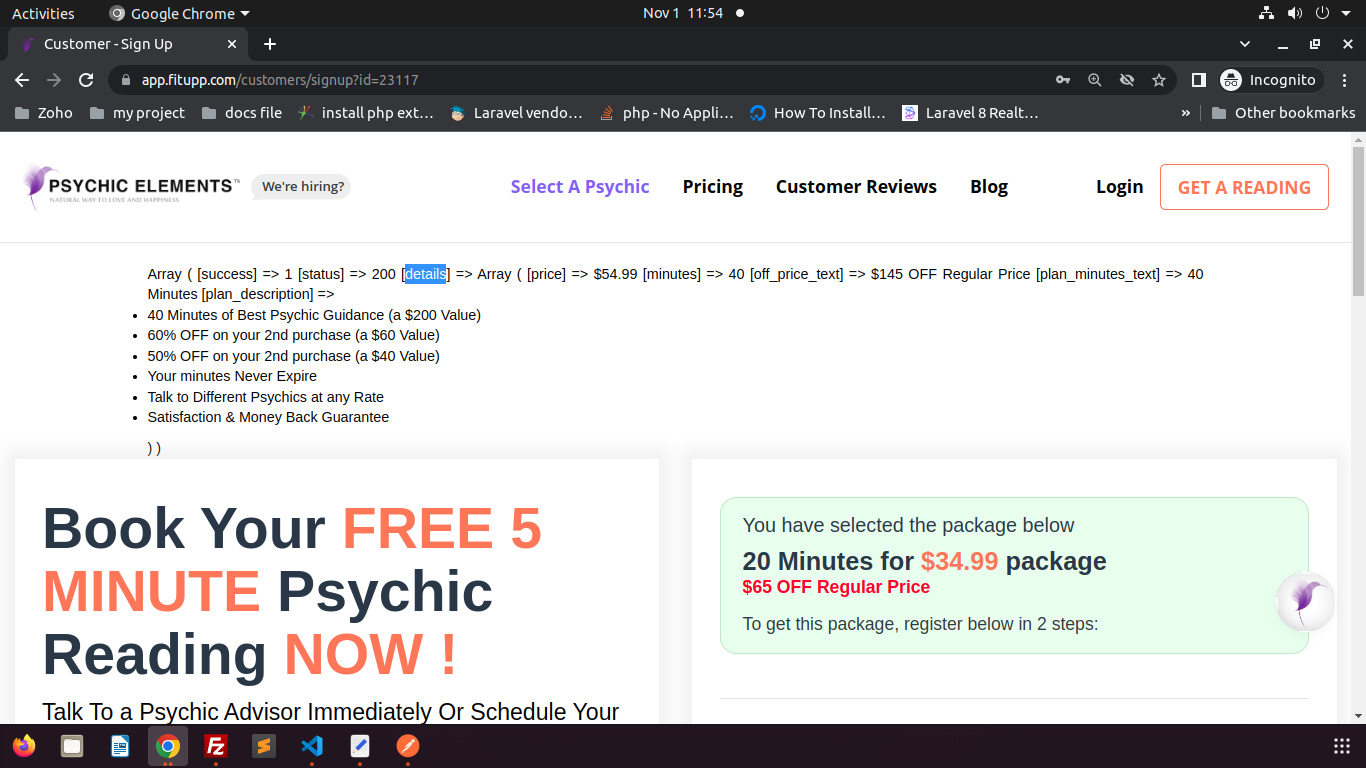 Activities
Google Chrome
Nov 1 11:54
Customer - Sign Up
app.fitupp.com/customers/signup?id=23117
Incognito
Zoho
my project
docs file
install php ext…
Laravel vendo…
php - No Appli…
How To Install…
Laravel 8 Realt…
»
Other bookmarks
PSYCHIC ELEMENTS™
NATURAL WAY TO LOVE AND HAPPINESS
We're hiring?
Select A Psychic
Pricing
Customer Reviews
Blog
Login
GET A READING
Array ( [success] => 1 [status] => 200 [details] => Array ( [price] => $54.99 [minutes] => 40 [off_price_text] => $145 OFF Regular Price [plan_minutes_text] => 40
Minutes [plan_description] =>
• 40 Minutes of Best Psychic Guidance (a $200 Value)
• 60% OFF on your 2nd purchase (a $60 Value)
• 50% OFF on your 2nd purchase (a $40 Value)
• Your minutes Never Expire
• Talk to Different Psychics at any Rate
• Satisfaction & Money Back Guarantee
) )
Book Your FREE 5
MINUTE Psychic
Reading NOW !
Talk To a Psychic Advisor Immediately Or Schedule Your
You have selected the package below
20 Minutes for $34.99 package
$65 OFF Regular Price
To get this package, register below in 2 steps: